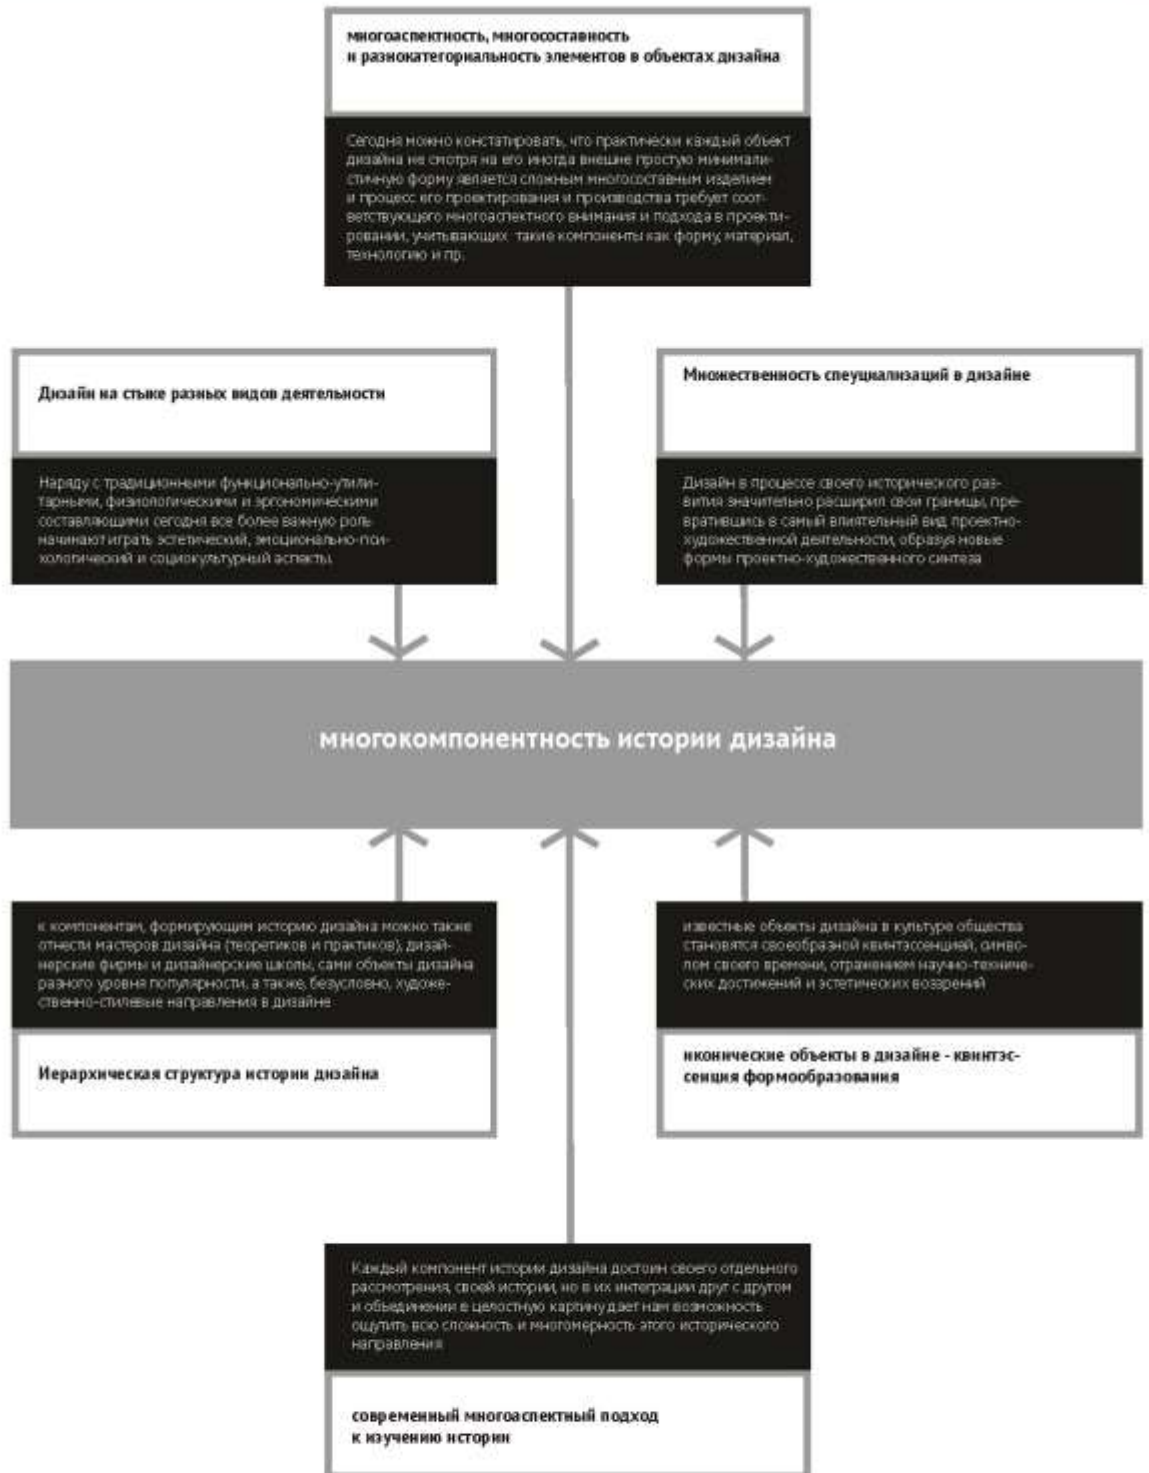 многоаспектность, многосоставность
и разнокатегориальность элементов в объектах дизайна
Сегодня можно констатировать, что практически каждый объект
дизайна не смотря на его иногда внешне простую минимали-
стичную форму является сложным многосоставным изделием
и процесс его проектирования и производства требует соот-
ветствующего многоаспектного внимания и подхода в проекти-
ровании, учитывающих такие компоненты как форму, материал,
технологию и пр.
Дизайн на стыке разных видов деятельности
Наряду с традиционными функционально-утили-
тарными, физиологическими и эргономическими
составляющими сегодня все более важную роль
начинают играть эстетический, эмоционально-пси-
хологический и социокультурный аспекты.
Множественность спеуциализаций в дизайне
Дизайн в процессе своего исторического раз-
вития значительно расширил свои границы, пре-
вратившись в самый влиятельный вид проектно-
художественной деятельности, образуя новые
формы проектно-художественного синтеза
многокомпонентность истории дизайна
к компонентам, формирующим историю дизайна можно также
отнести мастеров дизайна (теоретиков и практиков), дизай-
нерские фирмы и дизайнерские школы, сами объекты дизайна
разного уровня популярности, а также, безусловно, художе-
ственно-стилевые направления в дизайне
Иерархическая структура истории дизайна
известные объекты дизайна в культуре общества
становятся своеобразной квинтэссенцией, симво-
лом своего времени, отражением научно-техниче-
ских достижений и эстетических воззрений
иконические объекты в дизайне - квинтэс-
сенция формообразования
Каждый компонент истории дизайна достоин своего отдельного
рассмотрения, своей истории, но в их интеграции друг с другом
и объединении в целостную картину дает нам возможность
ощутить всю сложность и многомерность этого исторического
направления
современный многоаспектный подход
к изучению истории